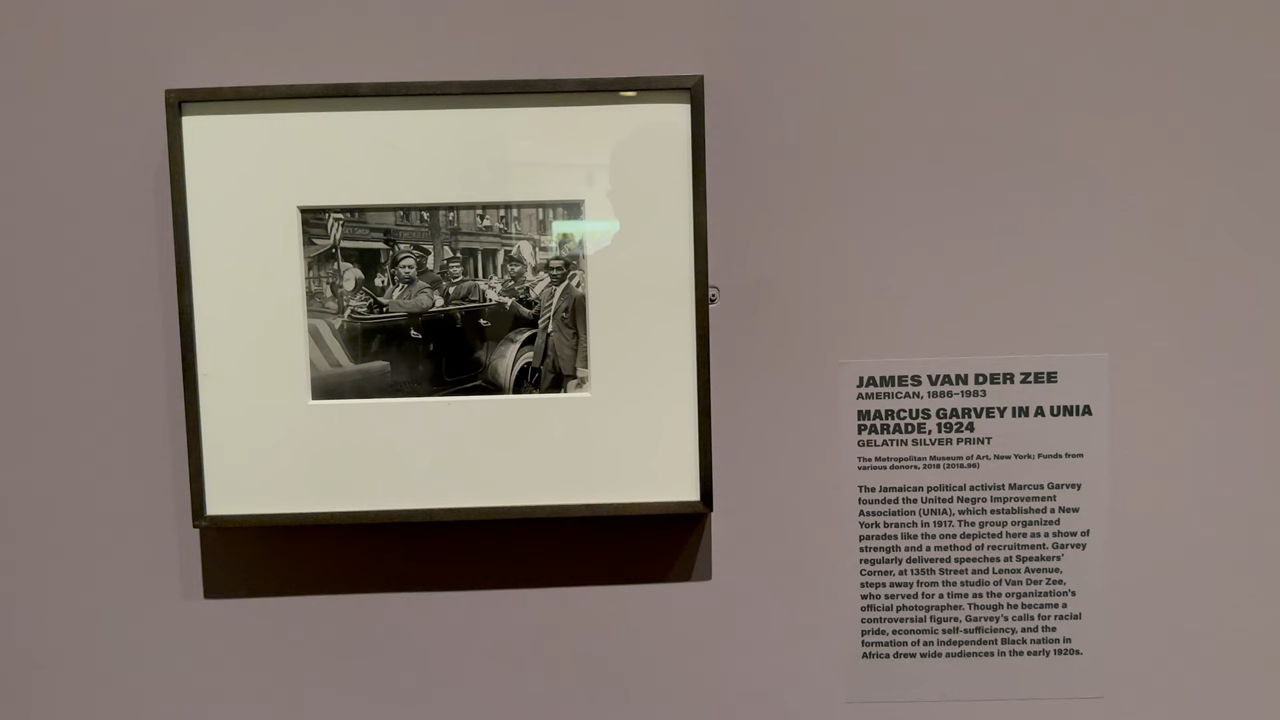 JAMES VAN DER ZEE
AMERICAN, 1886–1983
MARCUS GARVEY IN A UNIA
PARADE, 1924
GELATIN SILVER PRINT
The Metropolitan Museum of Art, New York; Funds from
various donors, 2018 (2018.96)
The Jamaican political activist Marcus Garvey
founded the United Negro Improvement
Association (UNIA), which established a New
York branch in 1917. The group organized
parades like the one depicted here as a show of
strength and a method of recruitment. Garvey
regularly delivered speeches at Speakers'
Corner, at 135th Street and Lenox Avenue,
steps away from the studio of Van Der Zee,
who served for a time as the organization's
official photographer. Though he became a
controversial figure, Garvey's calls for racial
pride, economic self-sufficiency, and the
formation of an independent Black nation in
Africa drew wide audiences in the early 1920s.